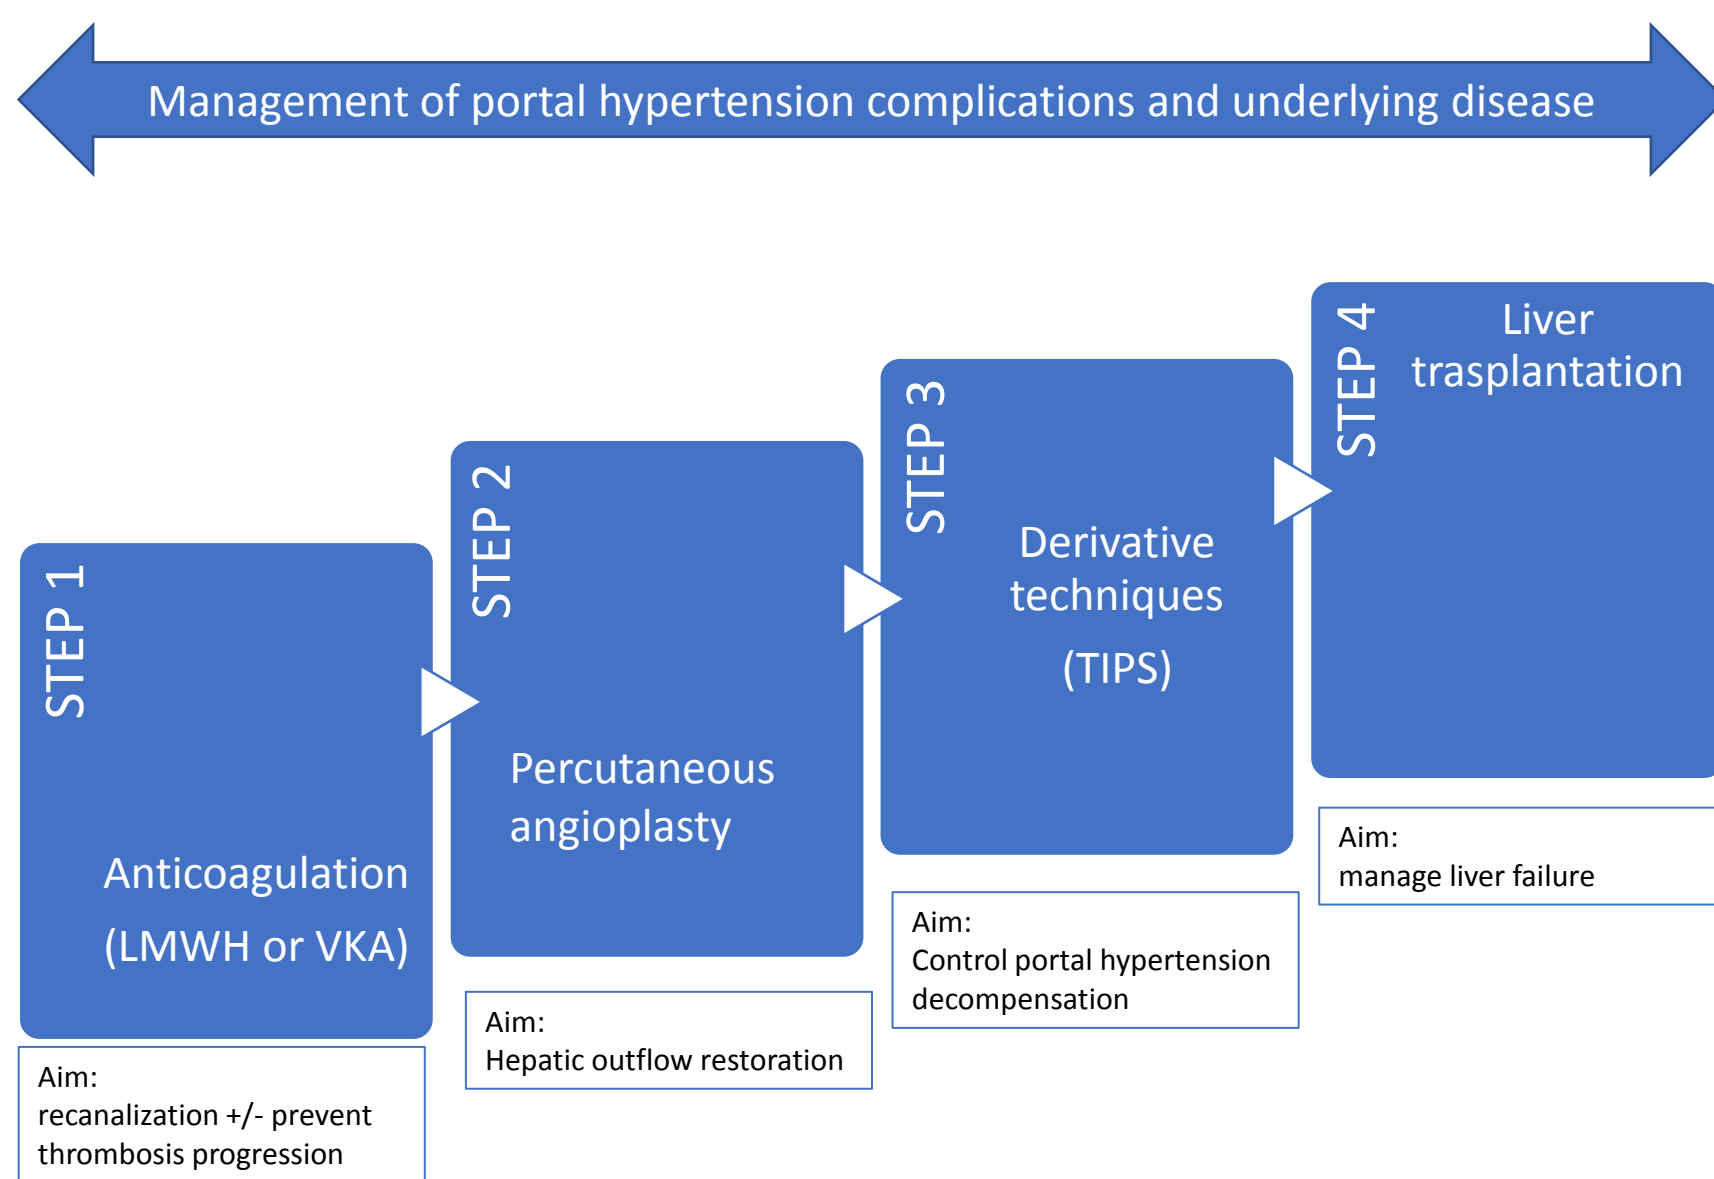 Management of portal hypertension complications and underlying disease
STEP 1
Anticoagulation
(LMWH or VKA)
Aim:
recanalization +/- prevent
thrombosis progression
STEP 2
Percutaneous
angioplasty
Aim:
Hepatic outflow restoration
STEP 3
Derivative
techniques
(TIPS)
Aim:
Control portal hypertension
decompensation
STEP 4
Liver
trasplantation
Aim:
manage liver failure